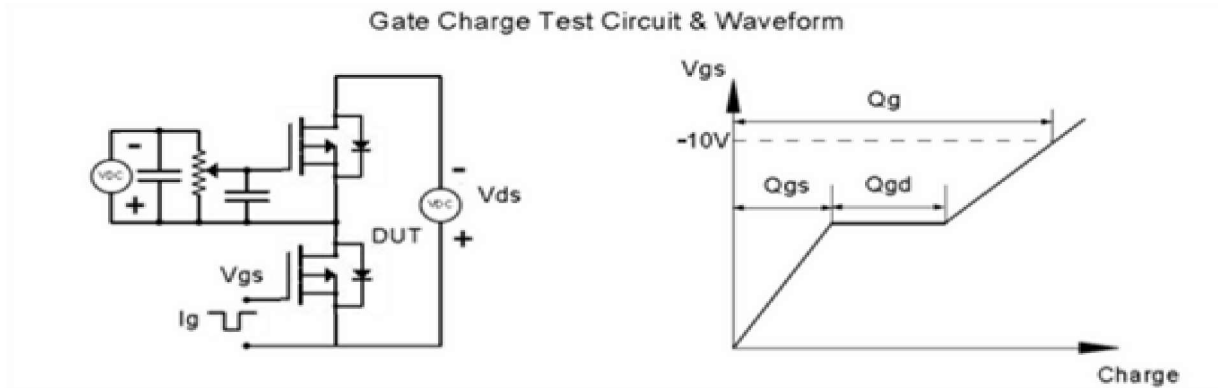 Gate Charge Test Circuit & Waveform
VDC
-
+
Vgs
Ig
DUT
VDC
-
Vds
+
Vgs
Qg
-10V
Qgs
Qgd
Charge